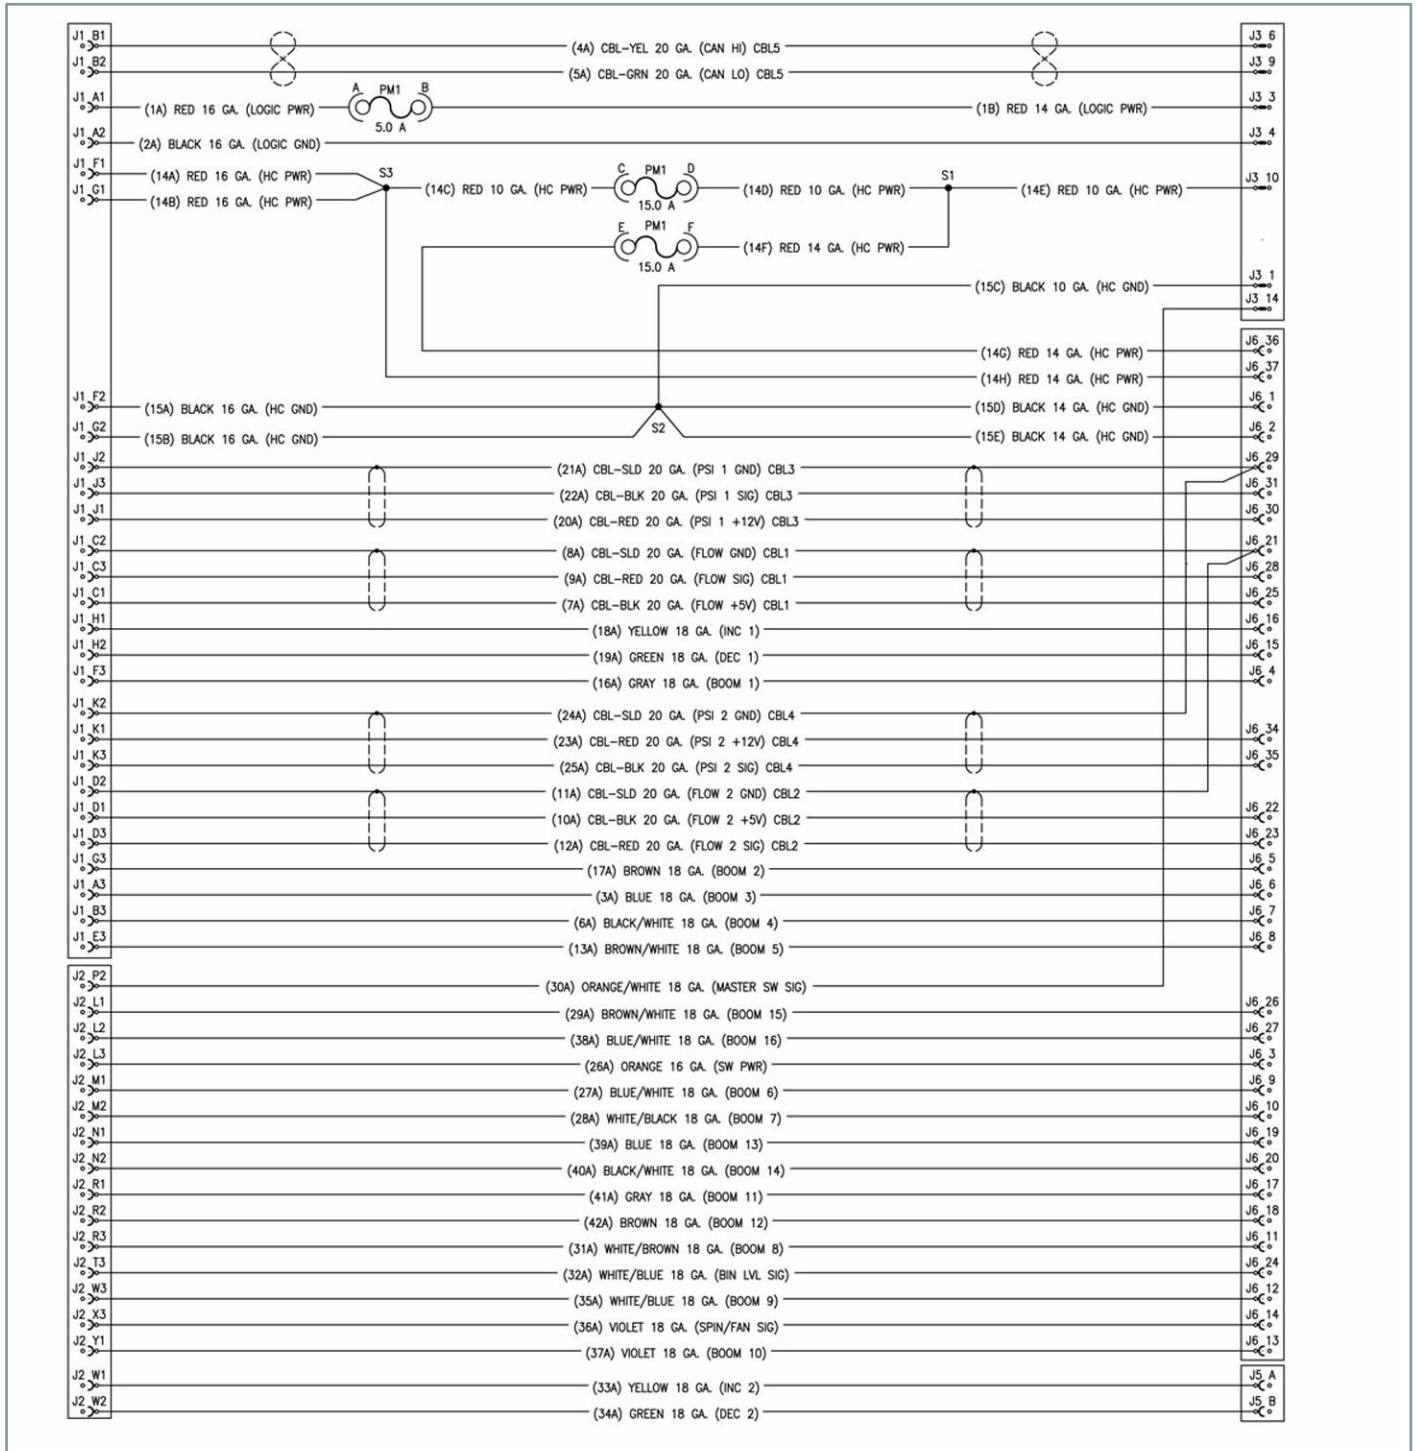 J1 B1 (4A) CBL-YEL 20 GA. (CAN HI) CBL5 J3 6
J1 B2 (5A) CBL-GRN 20 GA. (CAN LO) CBL5 J3 9
A PM1 B
J1 A1 (1A) RED 16 GA. (LOGIC PWR) (1B) RED 14 GA. (LOGIC PWR) J3 3
5.0 A
J1 A2 (2A) BLACK 16 GA. (LOGIC GND) J3 4
J1 F1 (14A) RED 16 GA. (HC PWR) S3 C PM1 D S1
J1 G1 (14B) RED 16 GA. (HC PWR) (14C) RED 10 GA. (HC PWR) (14D) RED 10 GA. (HC PWR) (14E) RED 10 GA. (HC PWR) J3 10
15.0 A
E PM1 F
(14F) RED 14 GA. (HC PWR)
15.0 A
(15C) BLACK 10 GA. (HC GND) J3 1
J3 14
(14G) RED 14 GA. (HC PWR) J6 36
(14H) RED 14 GA. (HC PWR) J6 37
J1 F2 (15A) BLACK 16 GA. (HC GND) (15D) BLACK 14 GA. (HC GND) J6 1
S2
J1 G2 (15B) BLACK 16 GA. (HC GND) (15E) BLACK 14 GA. (HC GND) J6 2
J1 J2 (21A) CBL-SLD 20 GA. (PSI 1 GND) CBL3 J6 29
J1 J3 (22A) CBL-BLK 20 GA. (PSI 1 SIG) CBL3 J6 31
J1 J1 (20A) CBL-RED 20 GA. (PSI 1 +12V) CBL3 J6 30
J1 C2 (8A) CBL-SLD 20 GA. (FLOW GND) CBL1 J6 21
J1 C3 (9A) CBL-RED 20 GA. (FLOW SIG) CBL1 J6 28
J1 C1 (7A) CBL-BLK 20 GA. (FLOW +5V) CBL1 J6 25
J1 H1 (18A) YELLOW 18 GA. (INC 1) J6 16
J1 H2 (19A) GREEN 18 GA. (DEC 1) J6 15
J1 F3 (16A) GRAY 18 GA. (BOOM 1) J6 4
J1 K2 (24A) CBL-SLD 20 GA. (PSI 2 GND) CBL4
J1 K1 (23A) CBL-RED 20 GA. (PSI 2 +12V) CBL4 J6 34
J1 K3 (25A) CBL-BLK 20 GA. (PSI 2 SIG) CBL4 J6 35
J1 D2 (11A) CBL-SLD 20 GA. (FLOW 2 GND) CBL2
J1 D1 (10A) CBL-BLK 20 GA. (FLOW 2 +5V) CBL2 J6 22
J1 D3 (12A) CBL-RED 20 GA. (FLOW 2 SIG) CBL2 J6 23
J1 G3 (17A) BROWN 18 GA. (BOOM 2) J6 5
J1 A3 (3A) BLUE 18 GA. (BOOM 3) J6 6
J1 B3 (6A) BLACK/WHITE 18 GA. (BOOM 4) J6 7
J1 E3 (13A) BROWN/WHITE 18 GA. (BOOM 5) J6 8
J2 P2 (30A) ORANGE/WHITE 18 GA. (MASTER SW SIG)
J2 L1 (29A) BROWN/WHITE 18 GA. (BOOM 15) J6 26
J2 L2 (38A) BLUE/WHITE 18 GA. (BOOM 16) J6 27
J2 L3 (26A) ORANGE 16 GA. (SW PWR) J6 3
J2 M1 (27A) BLUE/WHITE 18 GA. (BOOM 6) J6 9
J2 M2 (28A) WHITE/BLACK 18 GA. (BOOM 7) J6 10
J2 N1 (39A) BLUE 18 GA. (BOOM 13) J6 19
J2 N2 (40A) BLACK/WHITE 18 GA. (BOOM 14) J6 20
J2 R1 (41A) GRAY 18 GA. (BOOM 11) J6 17
J2 R2 (42A) BROWN 18 GA. (BOOM 12) J6 18
J2 R3 (31A) WHITE/BROWN 18 GA. (BOOM 8) J6 11
J2 T3 (32A) WHITE/BLUE 18 GA. (BIN LVL SIG) J6 24
J2 W3 (35A) WHITE/BLUE 18 GA. (BOOM 9) J6 12
J2 X3 (36A) VIOLET 18 GA. (SPIN/FAN SIG) J6 14
J2 Y1 (37A) VIOLET 18 GA. (BOOM 10) J6 13
J2 W1 (33A) YELLOW 18 GA. (INC 2) J5 A
J2 W2 (34A) GREEN 18 GA. (DEC 2) J5 B